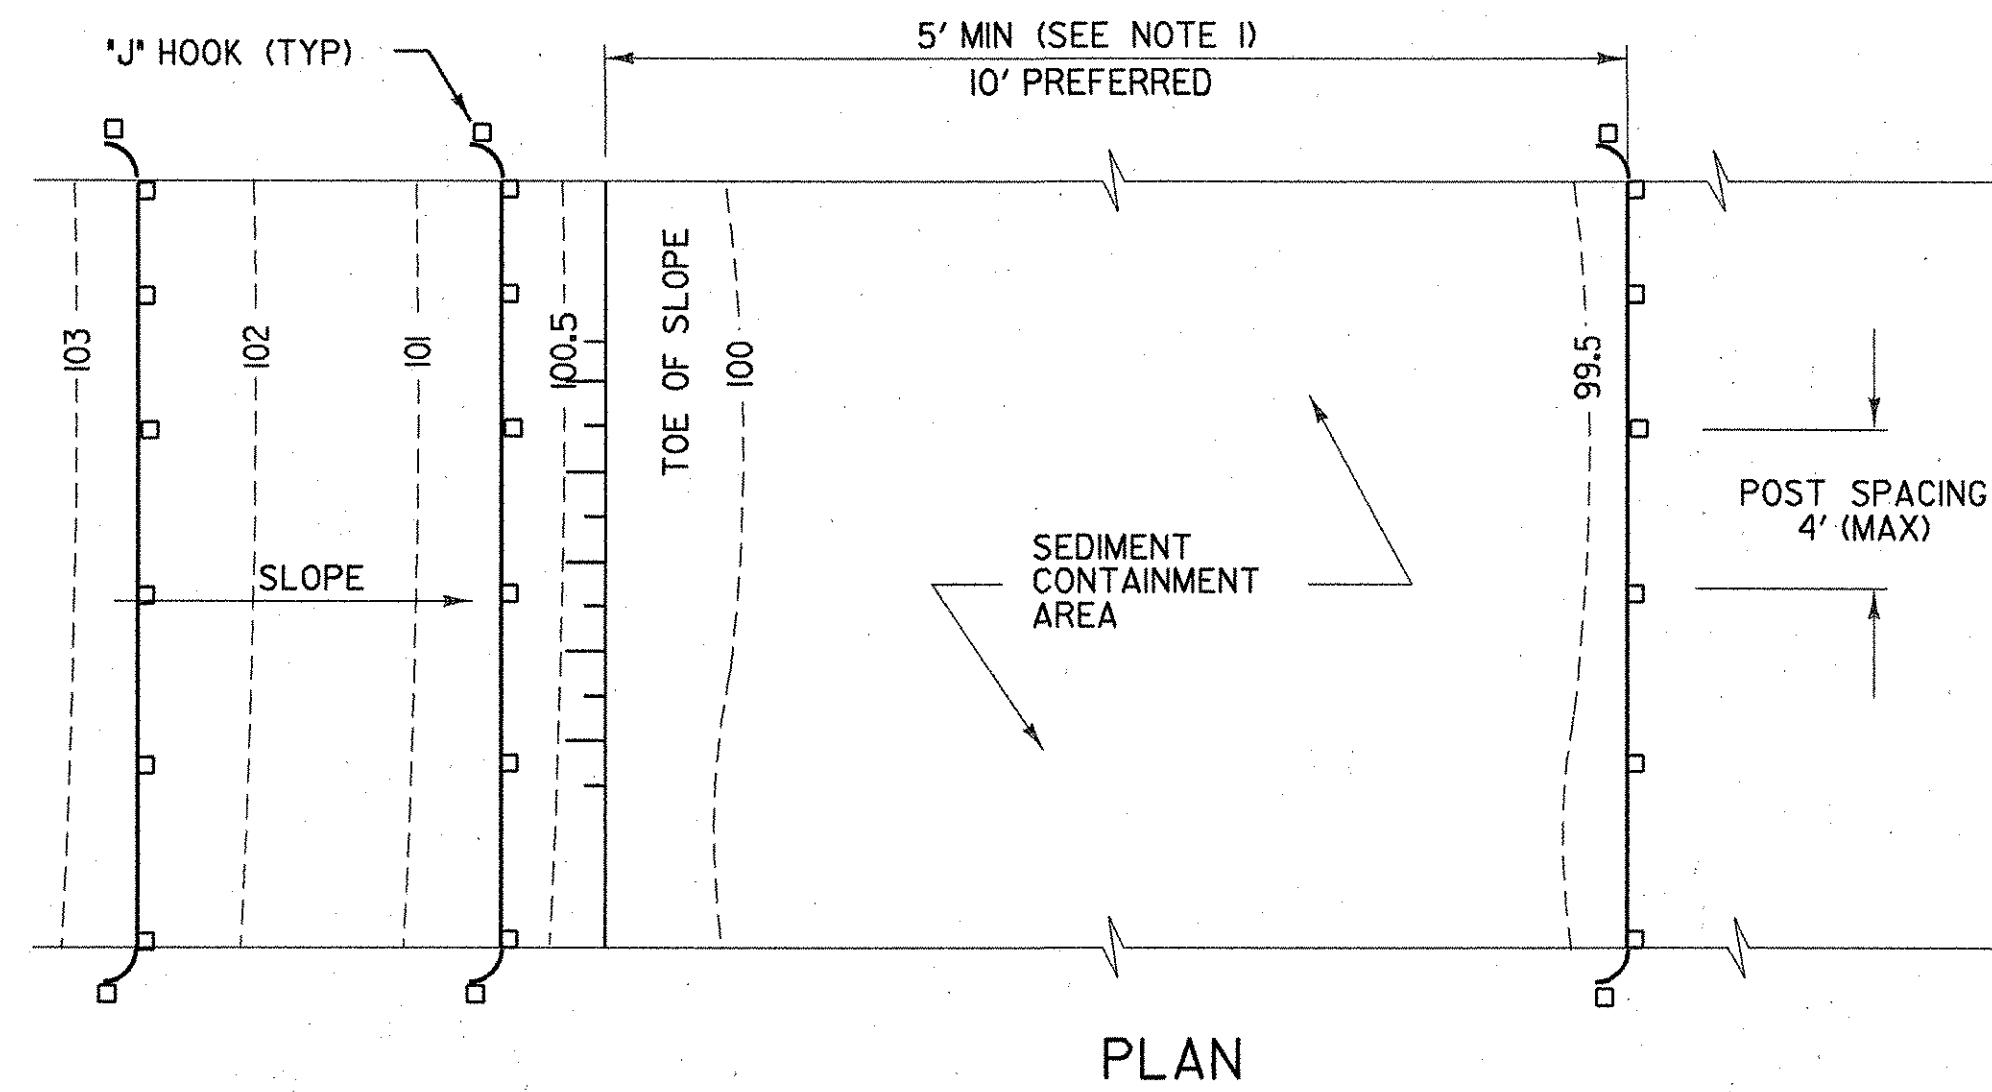 5' MIN (SEE NOTE 1)
10' PREFERRED
"J" HOOK (TYP)
TOE OF SLOPE
103
102
101
100.5
100
99.5
POST SPACING
4' (MAX)
SLOPE
SEDIMENT
CONTAINMENT
AREA
PLAN